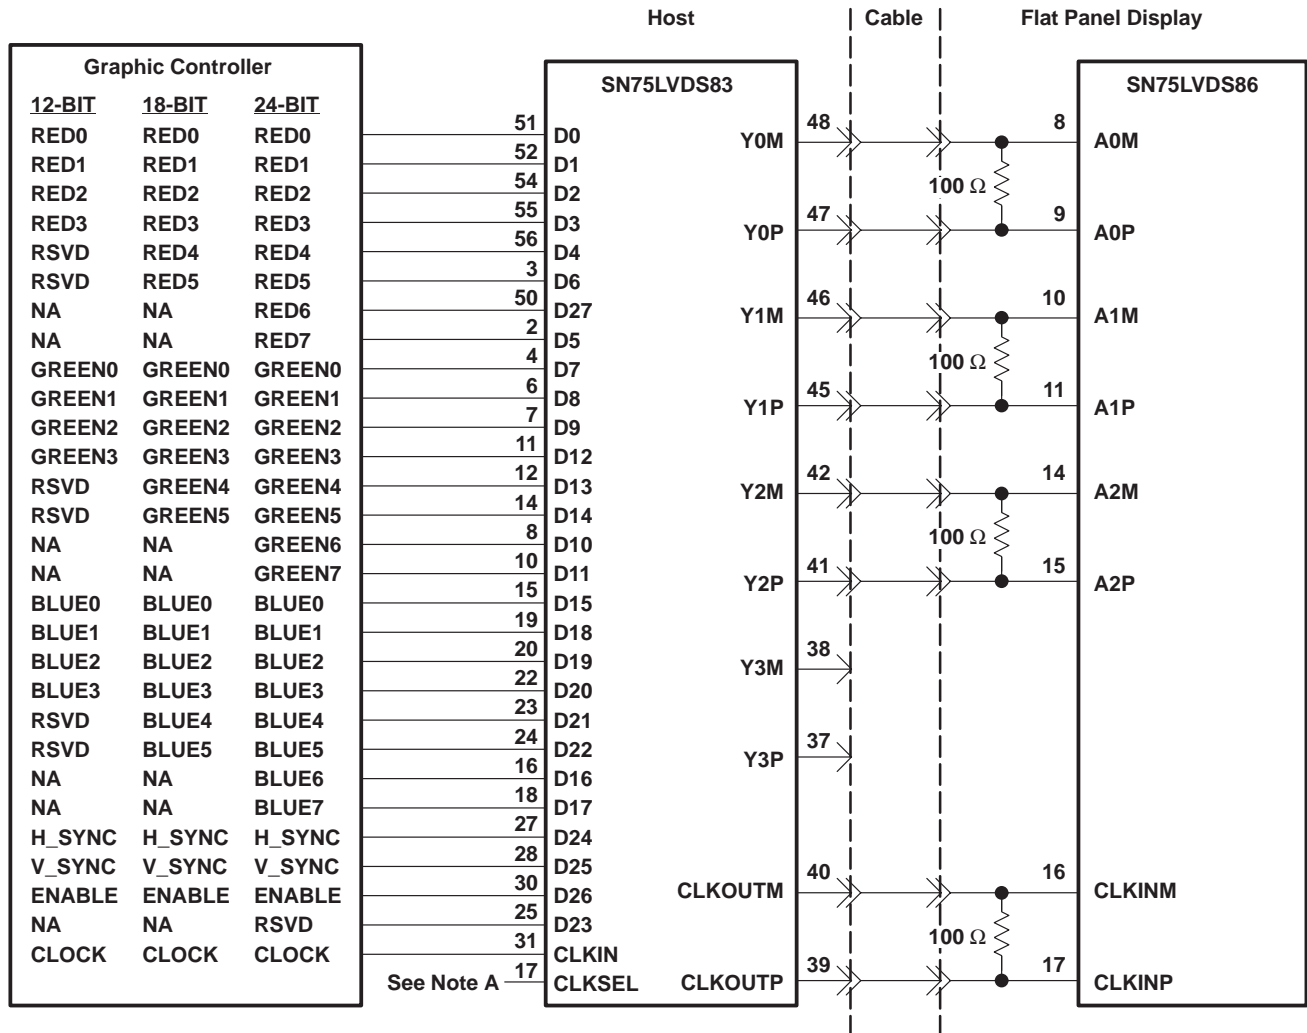 Host Cable Flat Panel Display
Graphic Controller
SN75LVDS83
SN75LVDS86
12-BIT 18-BIT 24-BIT
RED0 RED0 RED0 51 D0
RED1 RED1 RED1 52 D1
RED2 RED2 RED2 54 D2
RED3 RED3 RED3 55 D3
RSVD RED4 RED4 56 D4
RSVD RED5 RED5 3 D6
NA NA RED6 50 D27
NA NA RED7 2 D5
GREEN0 GREEN0 GREEN0 4 D7
GREEN1 GREEN1 GREEN1 6 D8
GREEN2 GREEN2 GREEN2 7 D9
GREEN3 GREEN3 GREEN3 11 D12
RSVD GREEN4 GREEN4 12 D13
RSVD GREEN5 GREEN5 14 D14
NA NA GREEN6 8 D10
NA NA GREEN7 10 D11
BLUE0 BLUE0 BLUE0 15 D15
BLUE1 BLUE1 BLUE1 19 D18
BLUE2 BLUE2 BLUE2 20 D19
BLUE3 BLUE3 BLUE3 22 D20
RSVD BLUE4 BLUE4 23 D21
RSVD BLUE5 BLUE5 24 D22
NA NA BLUE6 16 D16
NA NA BLUE7 18 D17
H_SYNC H_SYNC H_SYNC 27 D24
V_SYNC V_SYNC V_SYNC 28 D25
ENABLE ENABLE ENABLE 30 D26
NA NA RSVD 25 D23
CLOCK CLOCK CLOCK 31 CLKIN
See Note A 17 CLKSEL
Y0M 48 8 A0M
100 Ω
Y0P 47 9 A0P
Y1M 46 10 A1M
100 Ω
Y1P 45 11 A1P
Y2M 42 14 A2M
100 Ω
Y2P 41 15 A2P
Y3M 38
Y3P 37
CLKOUTM 40 16 CLKINM
100 Ω
CLKOUTP 39 17 CLKINP